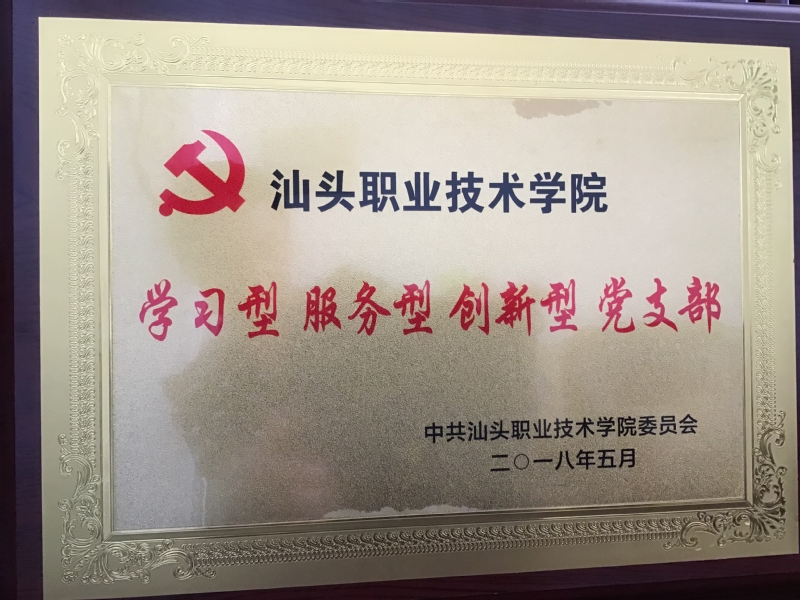 汕头职业技术学院
学习型 服务型 创新型 党支部
中共汕头职业技术学院委员会
二〇一八年五月